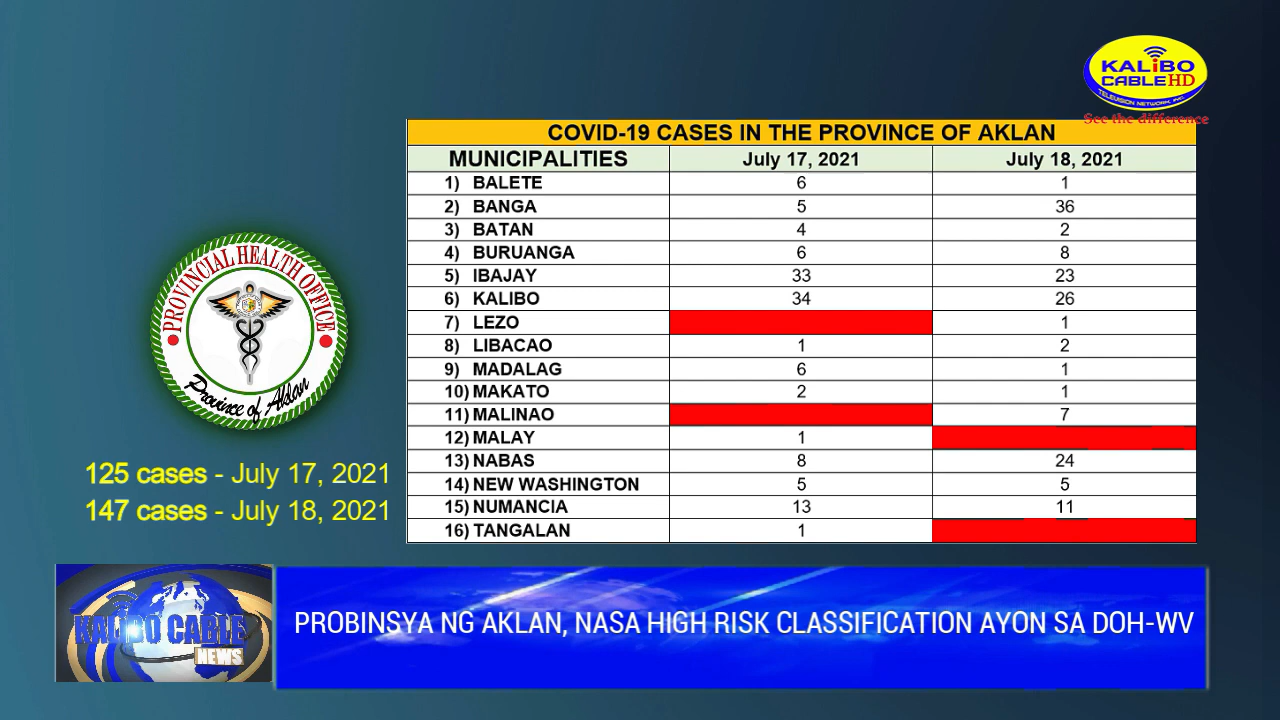 KALiBO
CABLE HD
TELEVISION NETWORK, INC.
See the difference
COVID-19 CASES IN THE PROVINCE OF AKLAN
MUNICIPALITIES July 17, 2021 July 18, 2021
1) BALETE 6 1
2) BANGA 5 36
3) BATAN 4 2
4) BURUANGA 6 8
5) IBAJAY 33 23
6) KALIBO 34 26
7) LEZO 1
8) LIBACAO 1 2
9) MADALAG 6 1
10) MAKATO 2 1
11) MALINAO 7
12) MALAY 1
13) NABAS 8 24
14) NEW WASHINGTON 5 5
15) NUMANCIA 13 11
16) TANGALAN 1
PROVINCIAL HEALTH OFFICE
Province of Aklan
125 cases - July 17, 2021
147 cases - July 18, 2021
KALIBO CABLE
NEWS
PROBINSYA NG AKLAN, NASA HIGH RISK CLASSIFICATION AYON SA DOH-WV